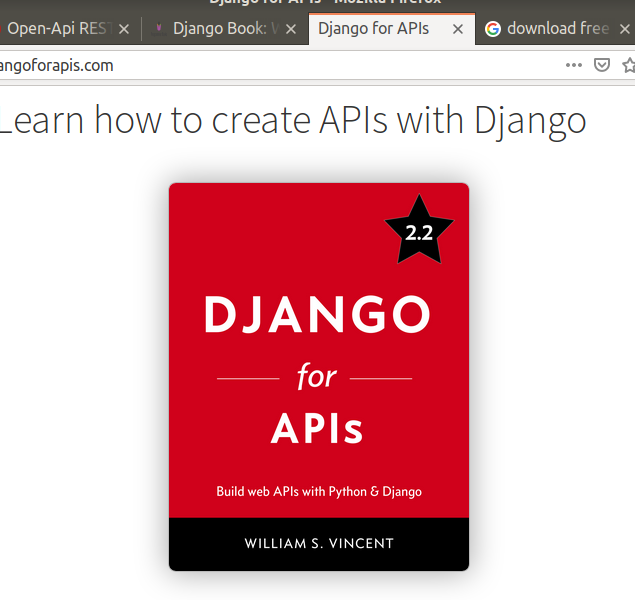 Django for APIs - Mozilla Firefox
Open-Api REST
Django Book:
Django for APIs
download free
angoforapis.com
Learn how to create APIs with Django
2.2
DJANGO
for
APIs
Build web APIs with Python & Django
WILLIAM S. VINCENT